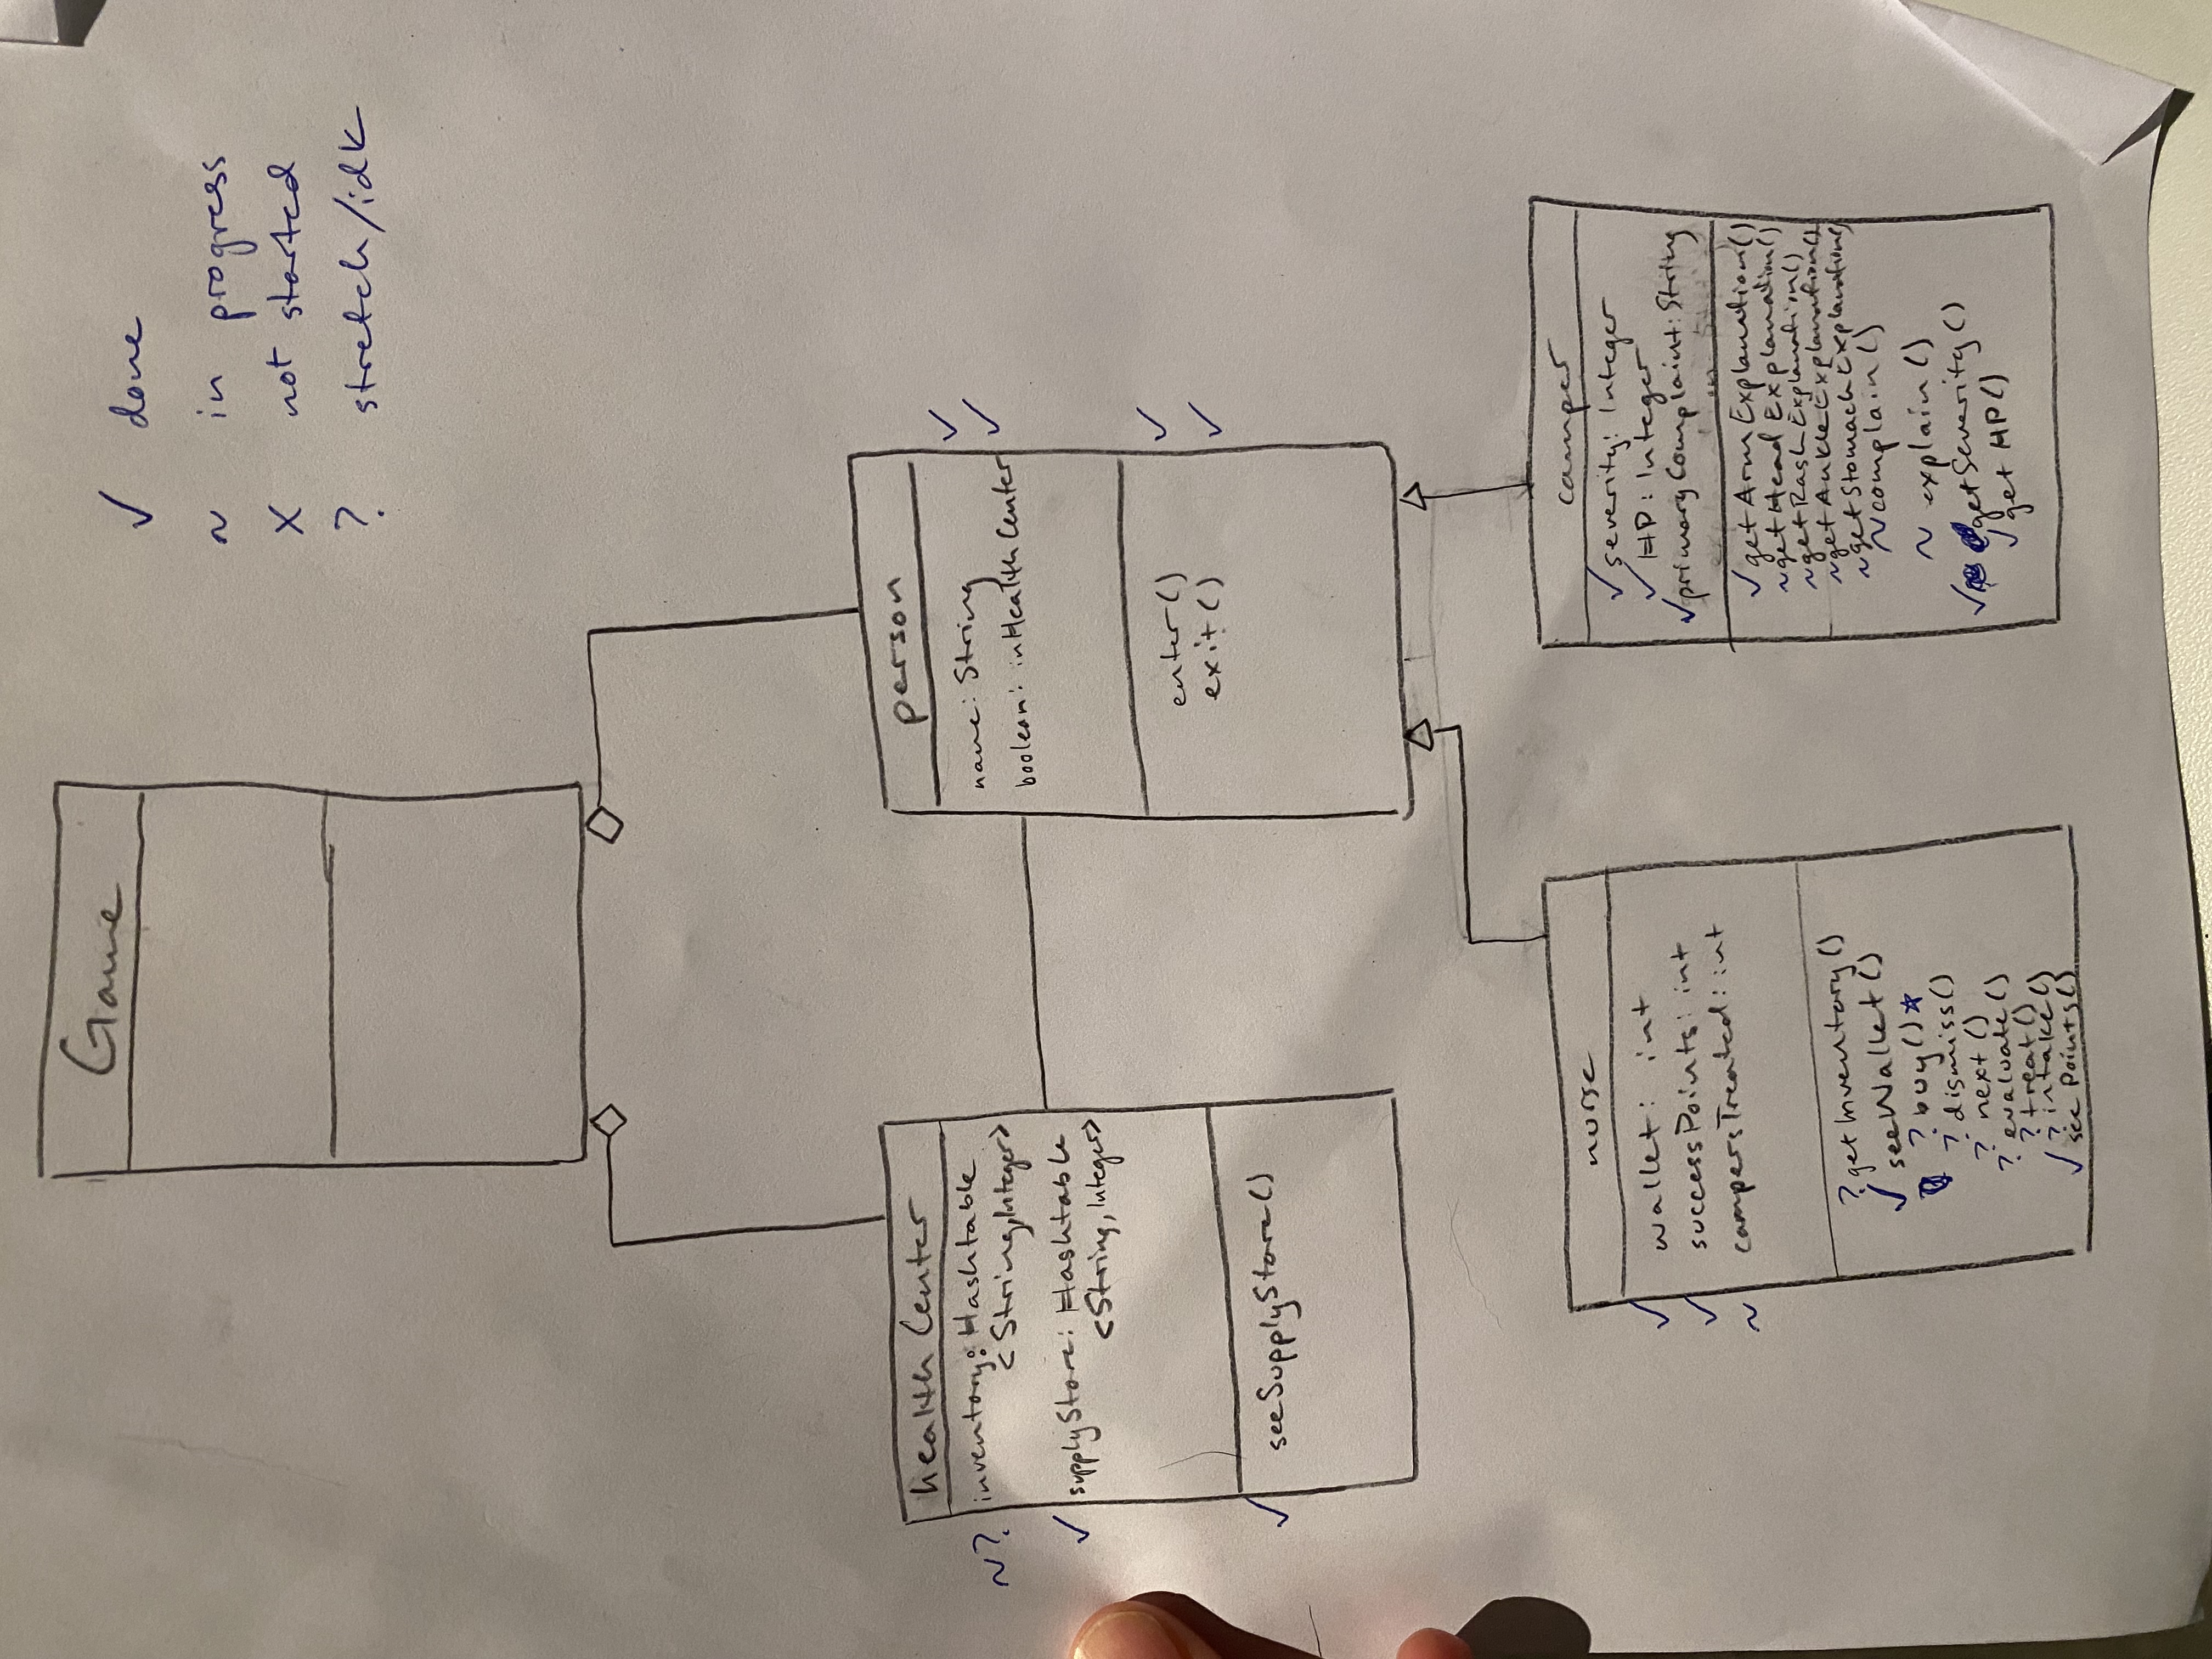 Game
✓ done
~ in progress
X not started
? stretch/idk
healthCenter
~? inventory: Hashtable
<String,Integer>
✓ supplyStore: Hashtable
<String, Integer>
✓ seeSupplyStore()
person
name: String ✓
boolean: inHealthCenter ✓
enter() ✓
exit() ✓
nurse
✓ wallet: int
✓ successPoints: int
~ campersTreated: int
? getInventory()
✓ seeWallet()
? buy() ★
? dismiss()
? next()
? evaluate()
? treat()
? intake()
✓ seePoints()
camper
✓ severity: Integer
✓ HP: Integer
✓ primaryComplaint: String
✓ getArmExplanation()
~ getHeadExplanation()
~ getRashExplanation()
~ getAnkleExplanation()
~ getStomachExplanation()
~ complain()
~ explain()
✓ getSeverity()
✓ getHP()